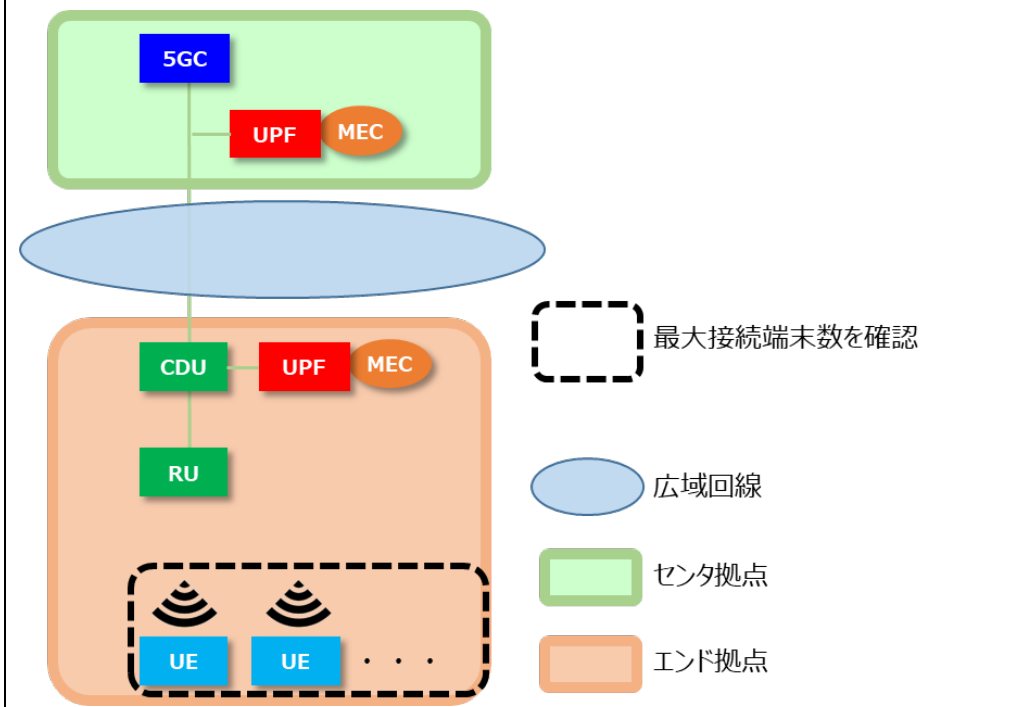 5GC
UPF
MEC
CDU
UPF
MEC
RU
UE
UE
・・・
最大接続端末数を確認
広域回線
センタ拠点
エンド拠点